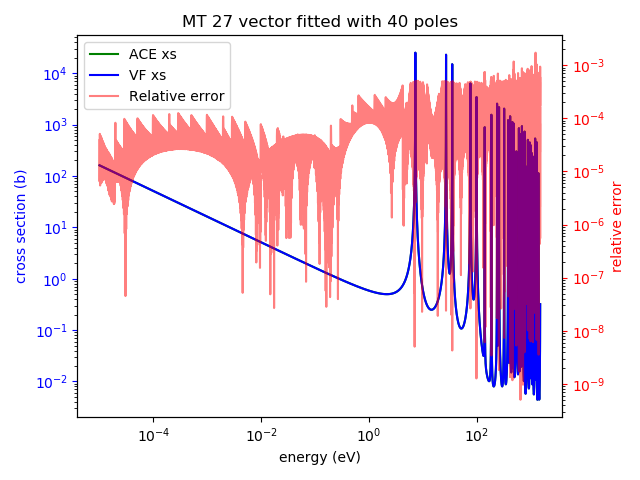 MT 27 vector fitted with 40 poles
ACE xs
VF xs
Relative error
cross section (b)
10^4
10^3
10^2
10^1
10^0
10^-1
10^-2
10^-3
10^-4
10^-5
10^-6
10^-7
10^-8
10^-9
relative error
10^-4
10^-2
10^0
10^2
energy (eV)